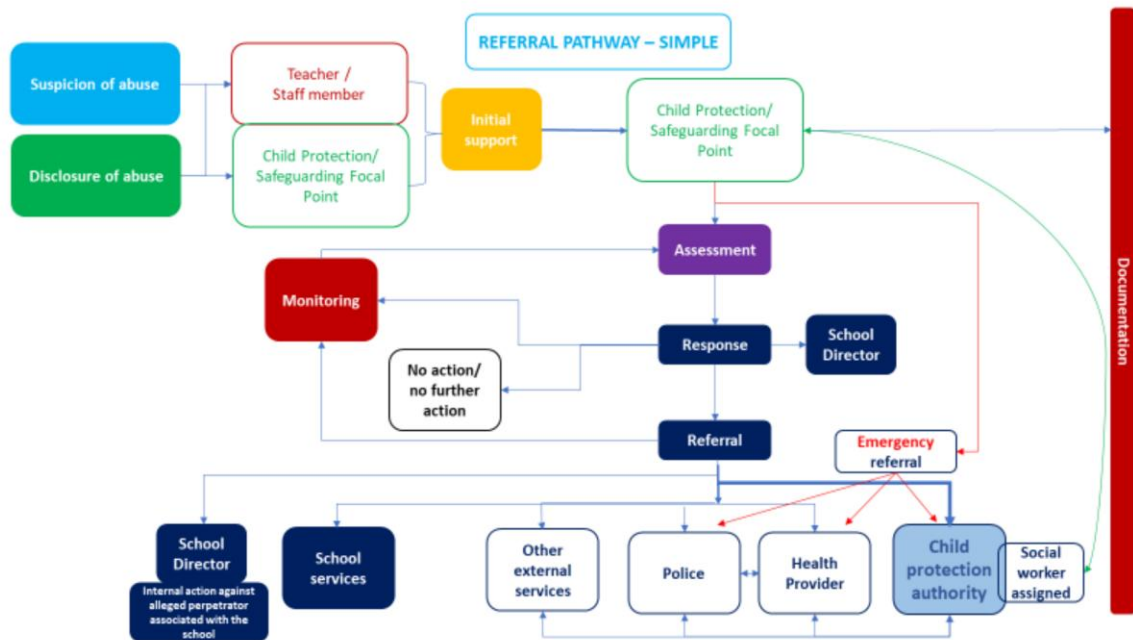 REFERRAL PATHWAY – SIMPLE
Suspicion of abuse
Teacher /
Staff member
Disclosure of abuse
Child Protection/
Safeguarding Focal
Point
Initial
support
Child Protection/
Safeguarding Focal
Point
Documentation
Assessment
Monitoring
Response
School
Director
No action/
no further
action
Referral
Emergency
referral
School
Director
Internal action against
alleged perpetrator
associated with the
school
School
services
Other
external
services
Police
Health
Provider
Child
protection
authority
Social
worker
assigned